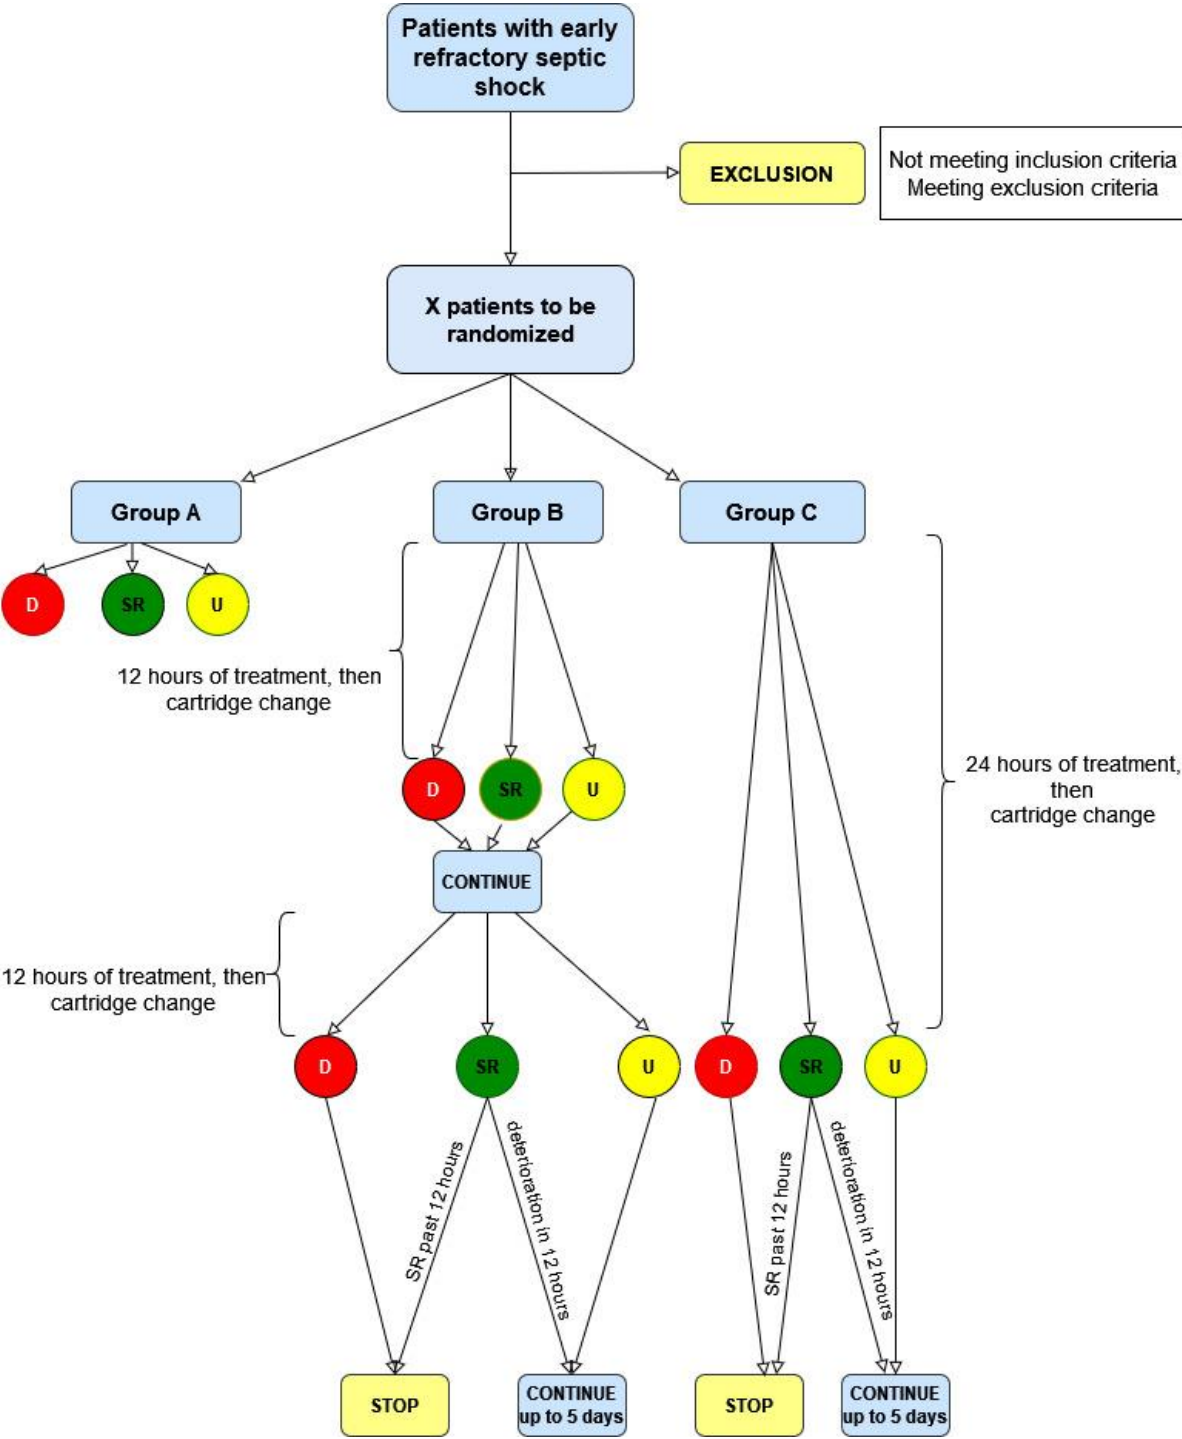 Patients with early
refractory septic
shock
EXCLUSION
Not meeting inclusion criteria
Meeting exclusion criteria
X patients to be
randomized
Group A
Group B
Group C
D
SR
U
12 hours of treatment, then
cartridge change
D
SR
U
24 hours of treatment,
then
cartridge change
CONTINUE
12 hours of treatment, then
cartridge change
D
SR
U
D
SR
U
SR past 12 hours
deterioration in 12 hours
SR past 12 hours
deterioration in 12 hours
STOP
CONTINUE
up to 5 days
STOP
CONTINUE
up to 5 days